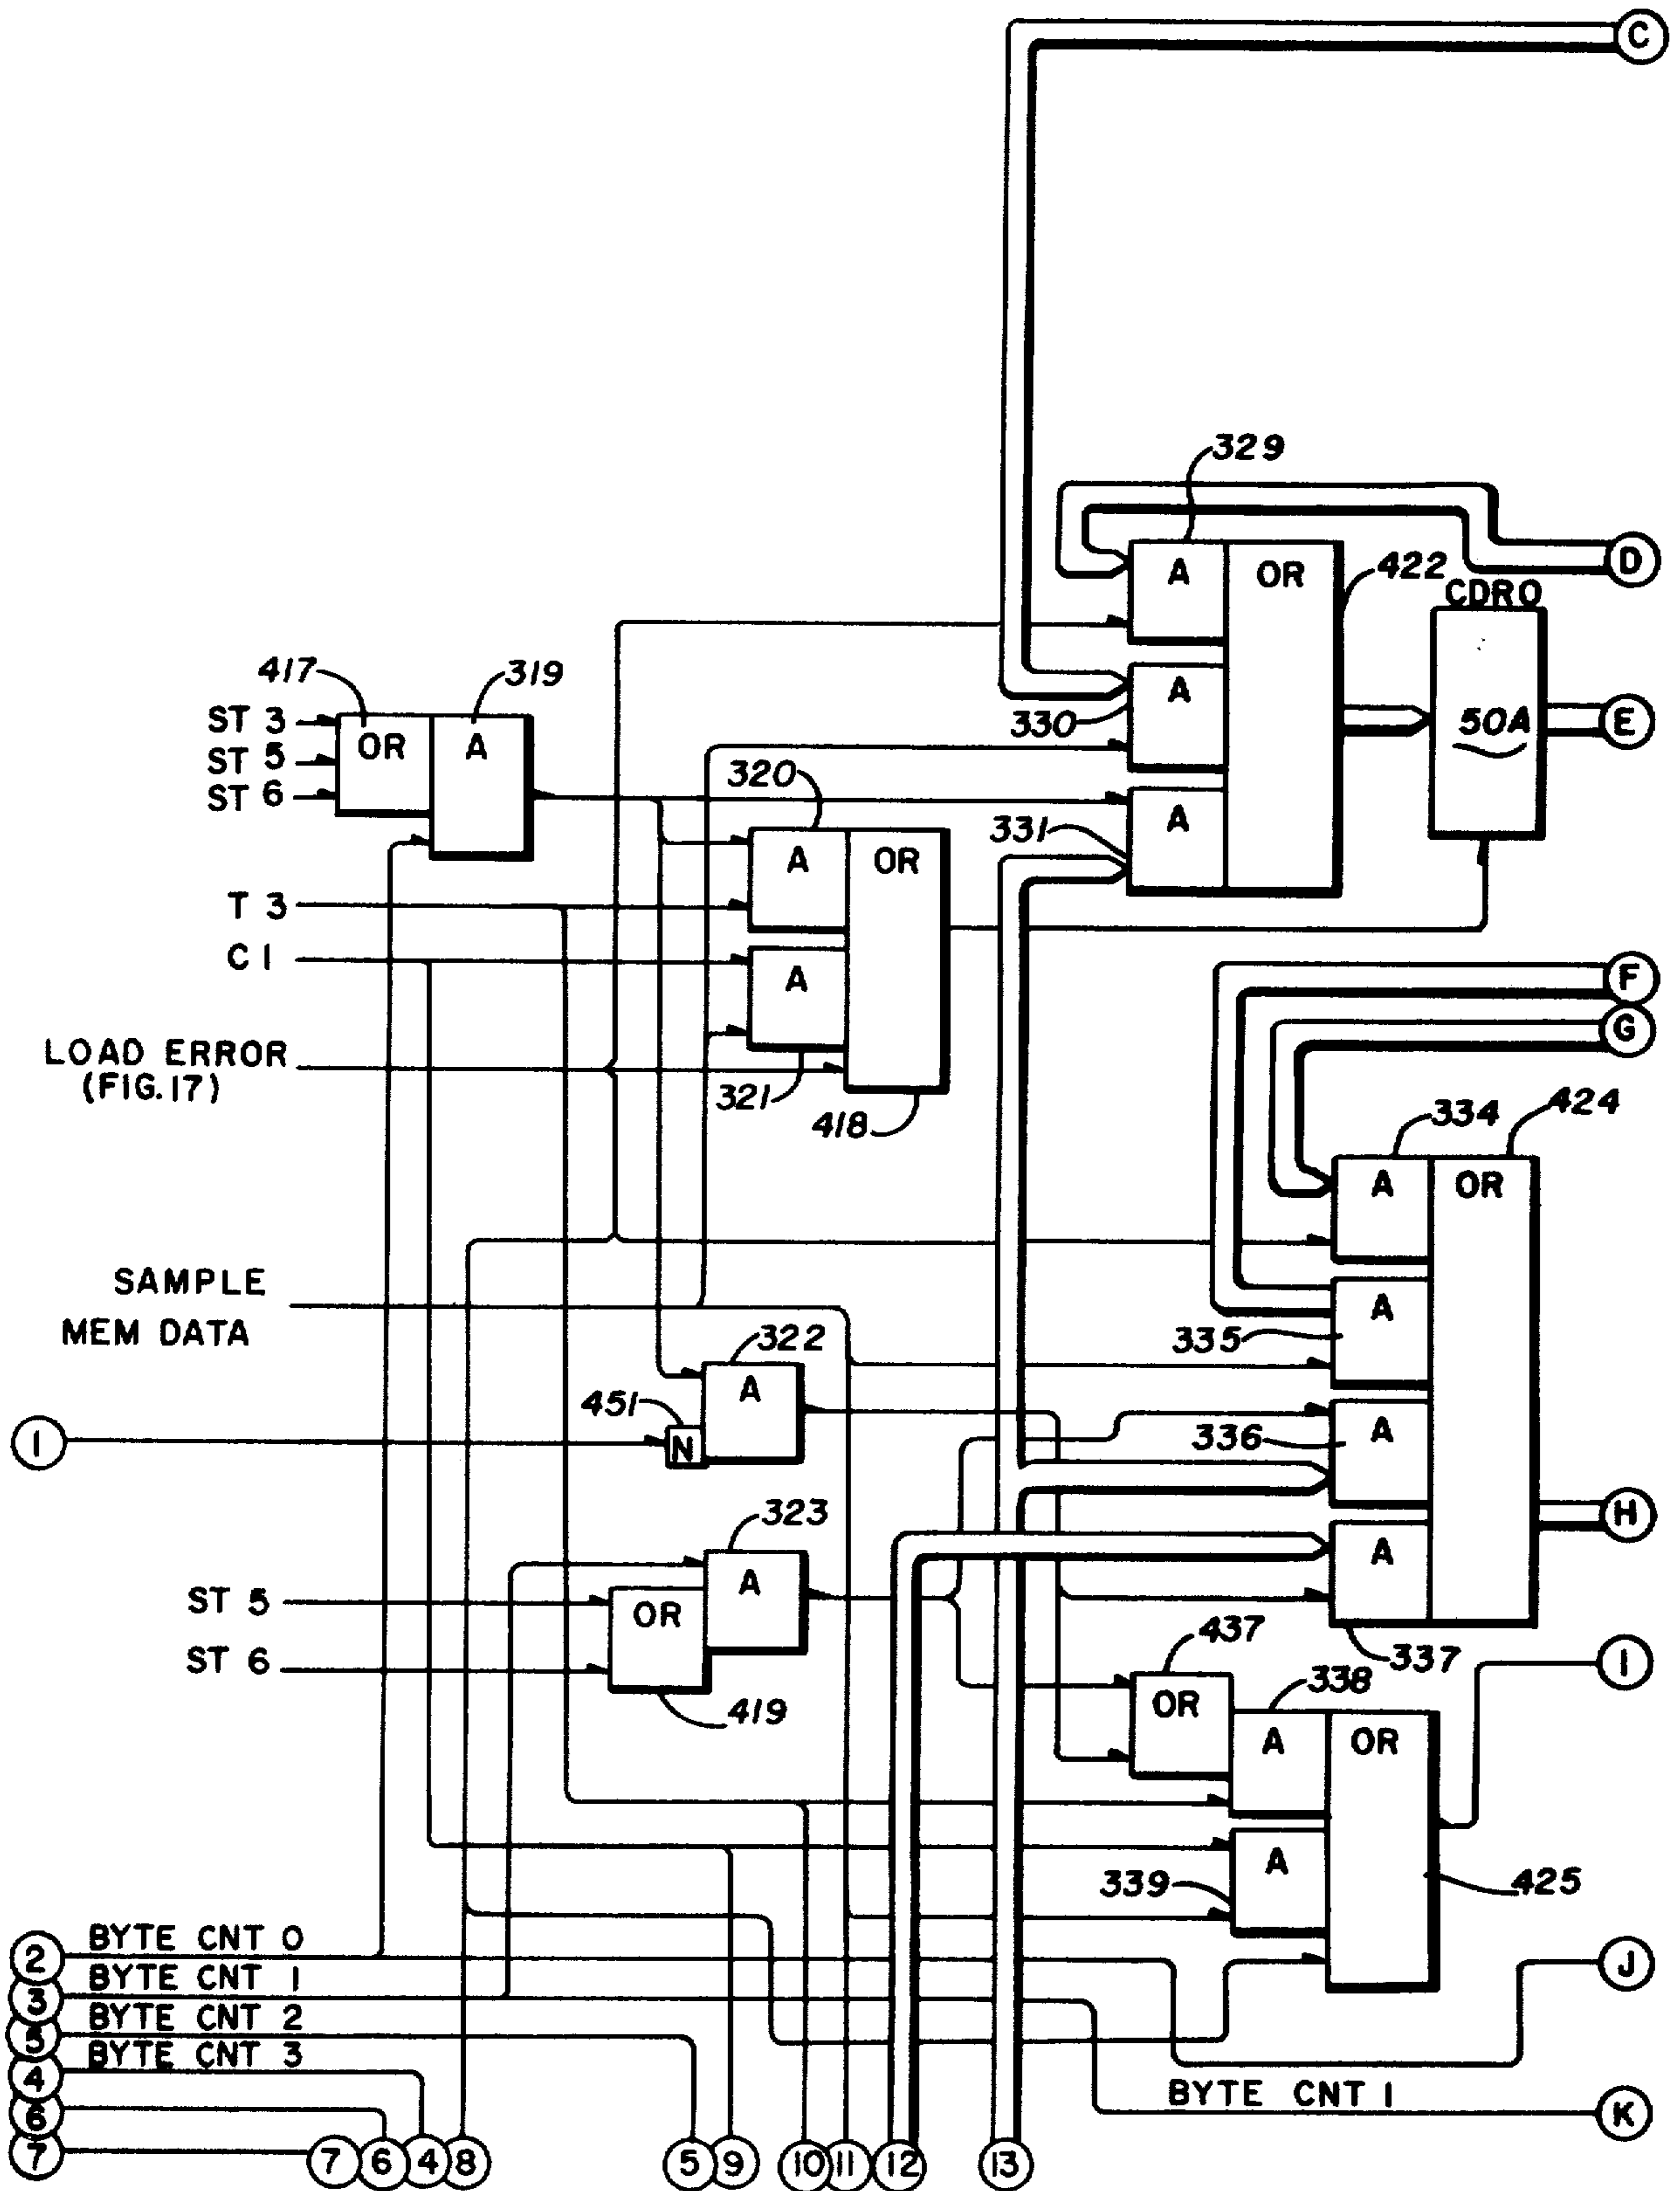 C
329
A
OR
422
D
CDRO
417
319
ST 3
OR
A
A
330
50A
E
ST 5
ST 6
320
331
A
A
OR
T 3
C 1
A
F
G
LOAD ERROR
(FIG.17)
321
418
334
424
A
OR
SAMPLE
MEM DATA
322
A
335
A
451
1
N
336
A
323
H
A
A
ST 5
OR
437
337
I
ST 6
338
419
OR
A
OR
A
339
425
2
BYTE CNT 0
J
3
BYTE CNT 1
5
BYTE CNT 2
4
BYTE CNT 3
BYTE CNT 1
K
6
7
7
6
4
8
5
9
10
11
12
13